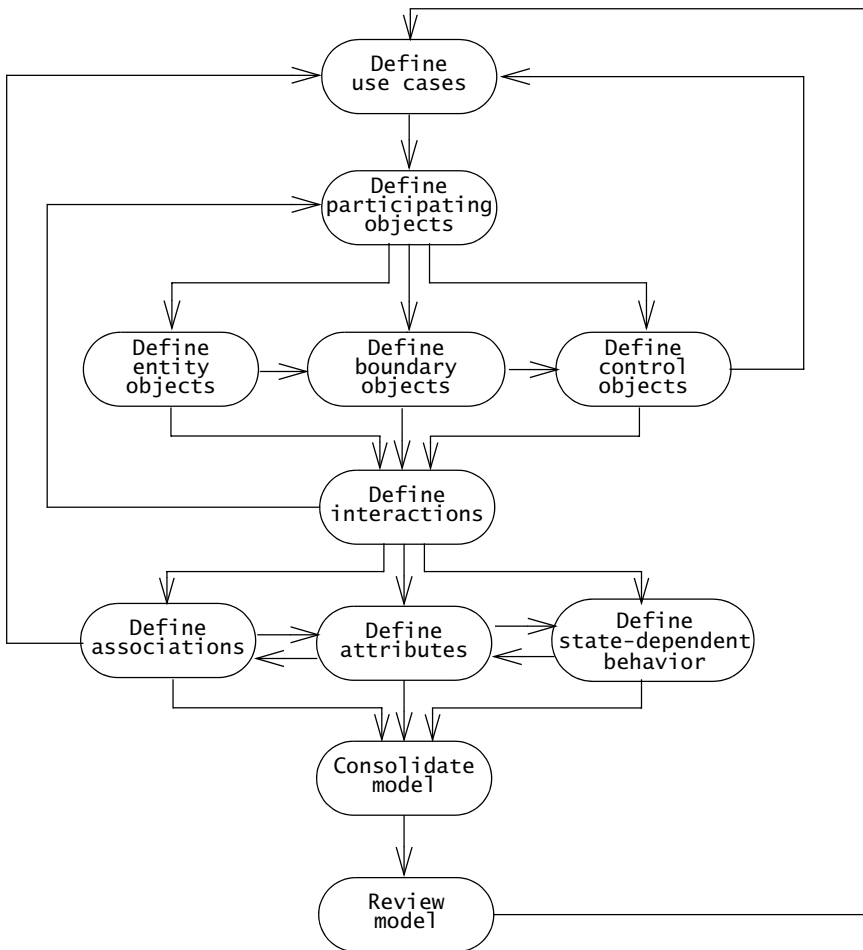 Define
use cases
Define
participating
objects
Define
entity
objects
Define
boundary
objects
Define
control
objects
Define
interactions
Define
associations
Define
attributes
Define
state-dependent
behavior
Consolidate
model
Review
model